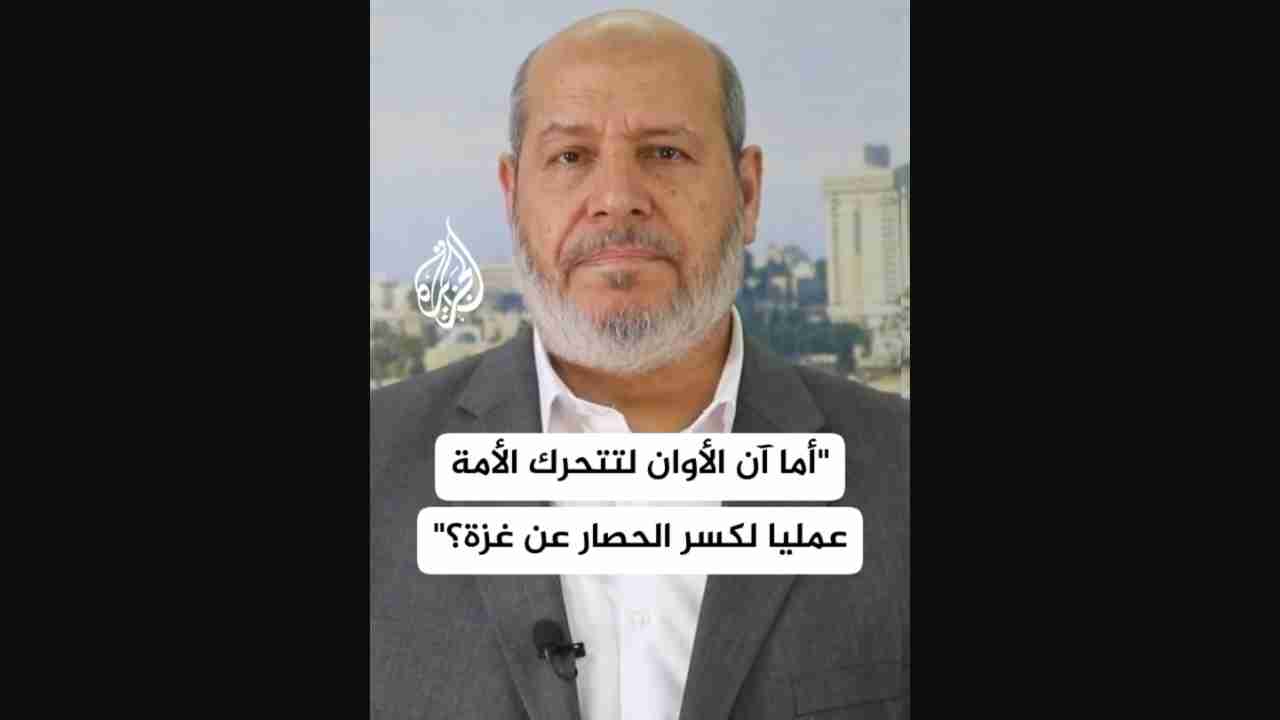 الجزيرة
"أما آن الأوان لتتحرك الأمة
عمليا لكسر الحصار عن غزة؟"